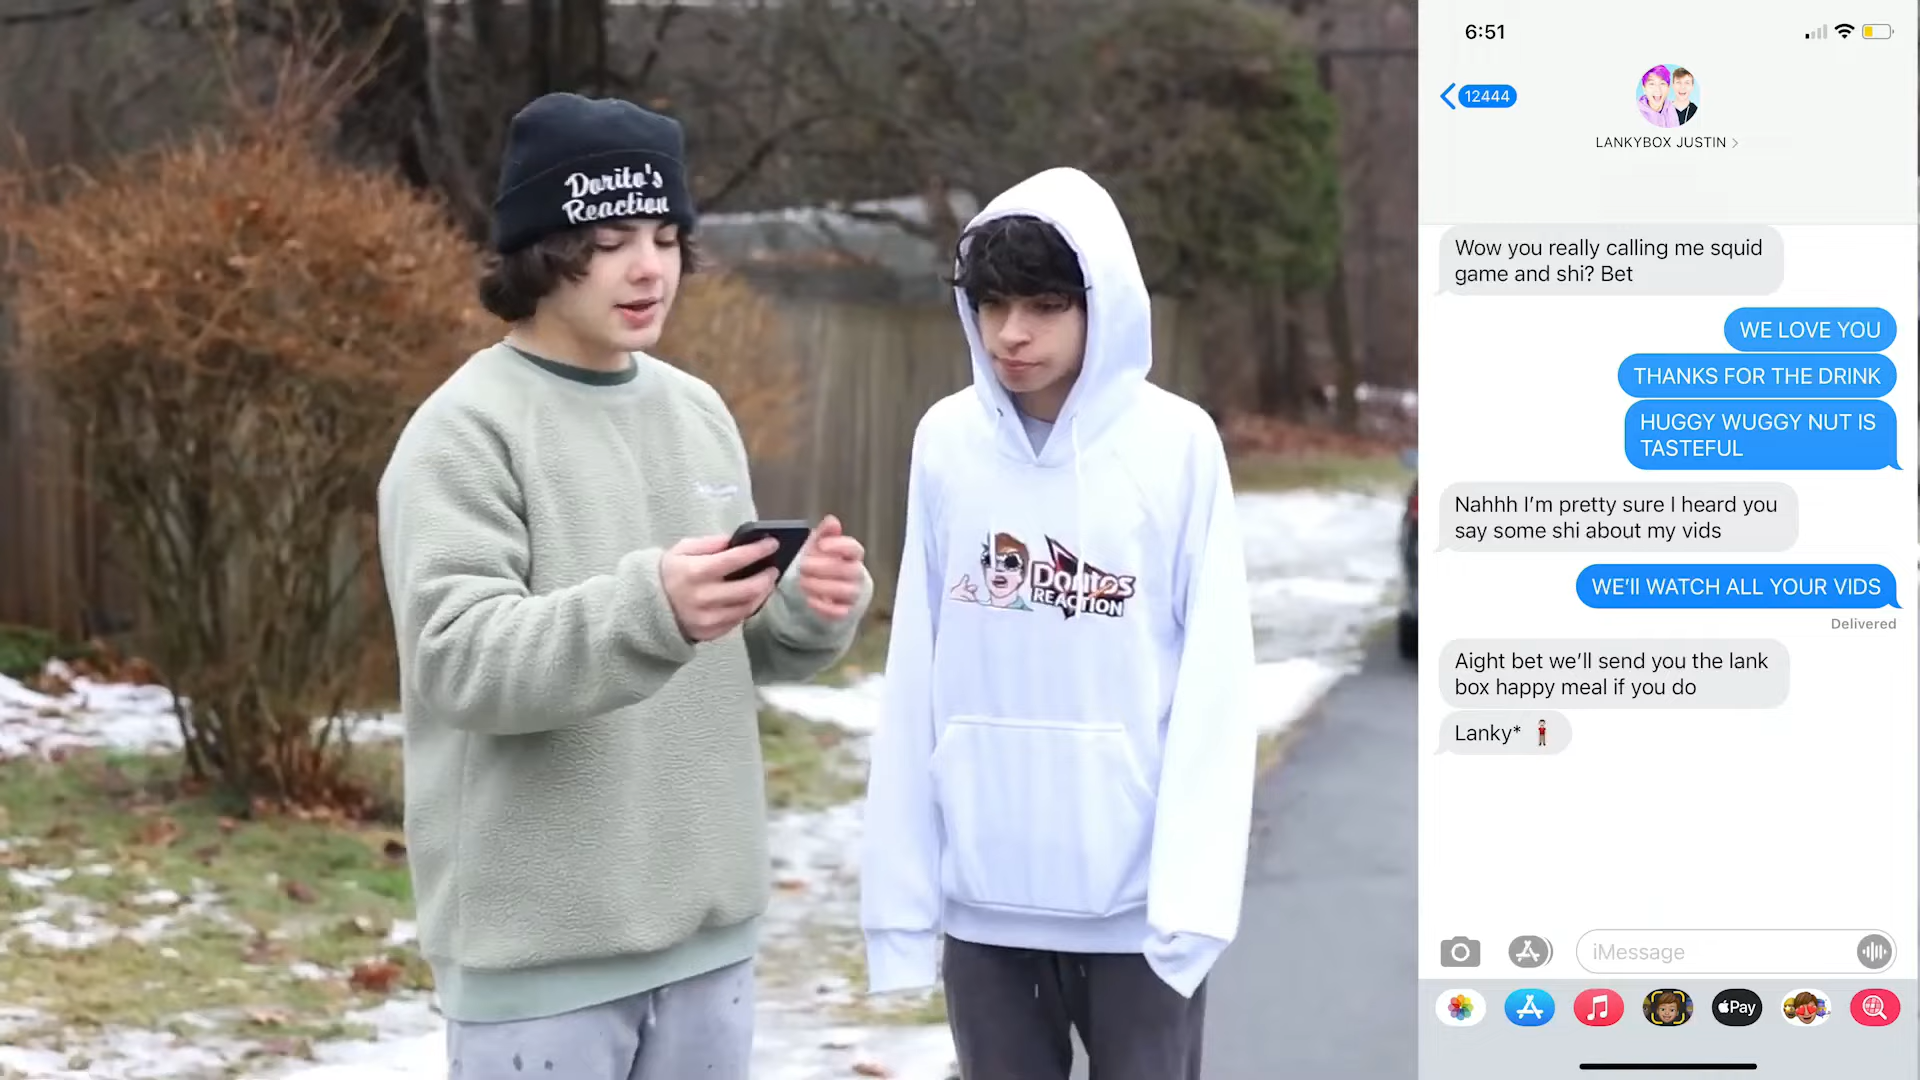 Dorito's
Reaction
Doritos
REACTION
6:51
12444
LANKYBOX JUSTIN
Wow you really calling me squid
game and shi? Bet
WE LOVE YOU
THANKS FOR THE DRINK
HUGGY WUGGY NUT IS
TASTEFUL
Nahhh I'm pretty sure I heard you
say some shi about my vids
WE'll WATCH ALL YOUR VIDS
Delivered
Aight bet we'll send you the lank
box happy meal if you do
Lanky*
iMessage
Pay